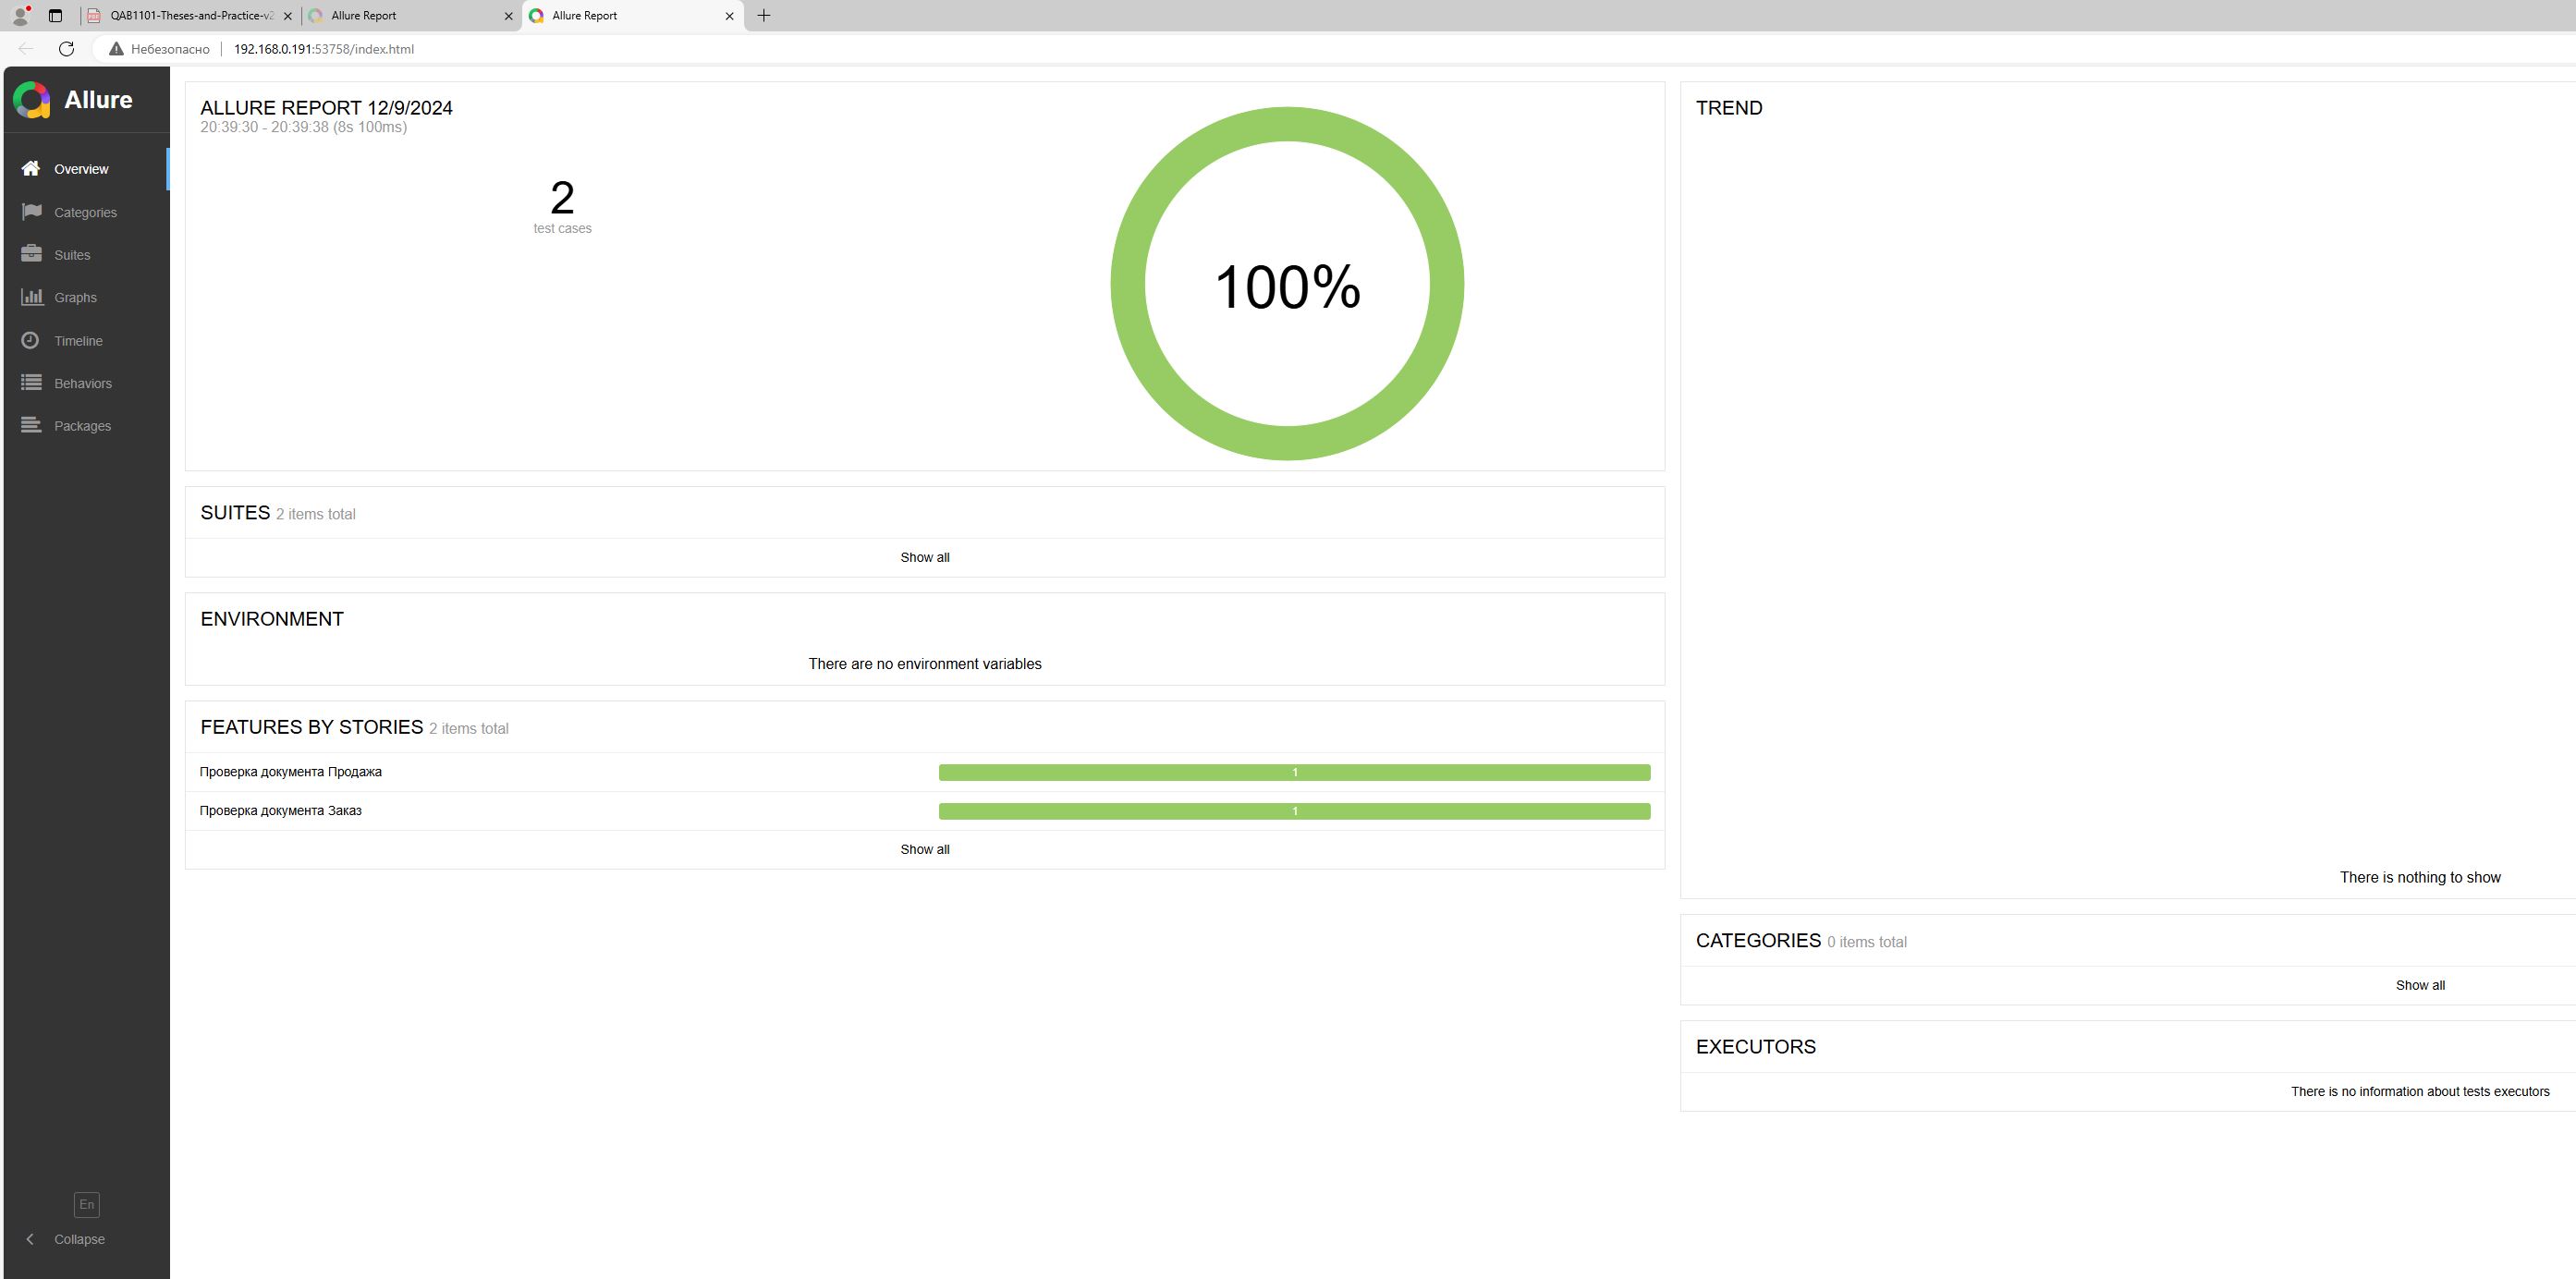 QAB1101-Theses-and-Practice-v2
Allure Report
Allure Report
Небезопасно
192.168.0.191:53758/index.html
Allure
Overview
Categories
Suites
Graphs
Timeline
Behaviors
Packages
En
Collapse
ALLURE REPORT 12/9/2024
20:39:30 - 20:39:38 (8s 100ms)
2
test cases
100%
SUITES 2 items total
Show all
ENVIRONMENT
There are no environment variables
FEATURES BY STORIES 2 items total
Проверка документа Продажа
1
Проверка документа Заказ
1
Show all
TREND
There is nothing to show
CATEGORIES 0 items total
Show all
EXECUTORS
There is no information about tests executors